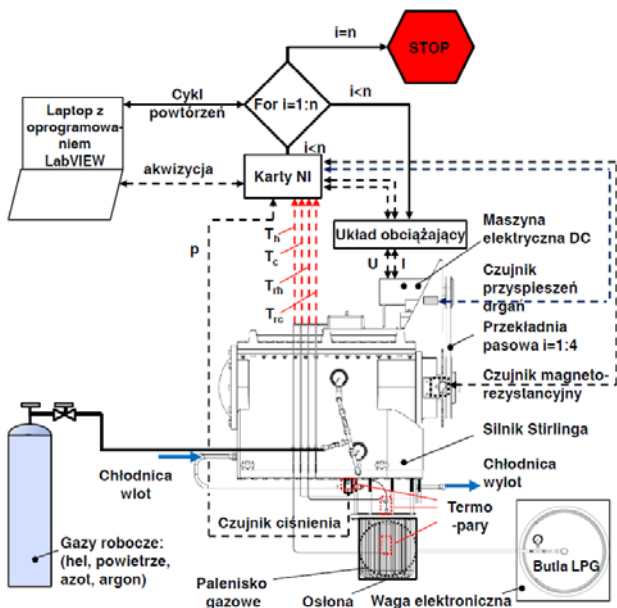 i=n
STOP
Cykl
powtórzeń
For i=1:n
i<n
Laptop z
oprogramowa-
niem
LabVIEW
i<n
akwizycja
Karty NI
p
Th
Tc
Trh
Trc
Układ obciążający
U
I
Maszyna
elektryczna DC
Czujnik
przyspieszeń
drgań
Przekładnia
pasowa i=1:4
Czujnik magneto-
rezystancyjny
Silnik Stirlinga
Chłodnica
wlot
Chłodnica
wylot
Czujnik ciśnienia
Termo
-pary
Gazy robocze:
(hel, powietrze,
azot, argon)
Palenisko
gazowe
Osłona
Butla LPG
Waga elektroniczna